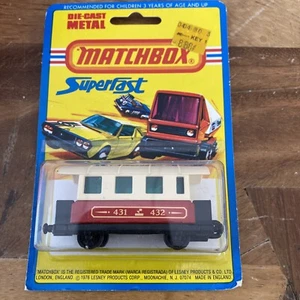 RECOMMENDED FOR CHILDREN 3 YEARS OF AGE AND UP
DIE-CAST
METAL
MATCHBOX®
Superfast
431 432
MATCHBOX IS THE REGISTERED TRADE MARK (MARCA REGISTRADA) OF LESNEY PRODUCTS & CO. LTD.
LONDON, ENGLAND. © 1978 LESNEY PRODUCTS CORP., MOONACHIE, N.J. 07074 MADE IN ENGLAND